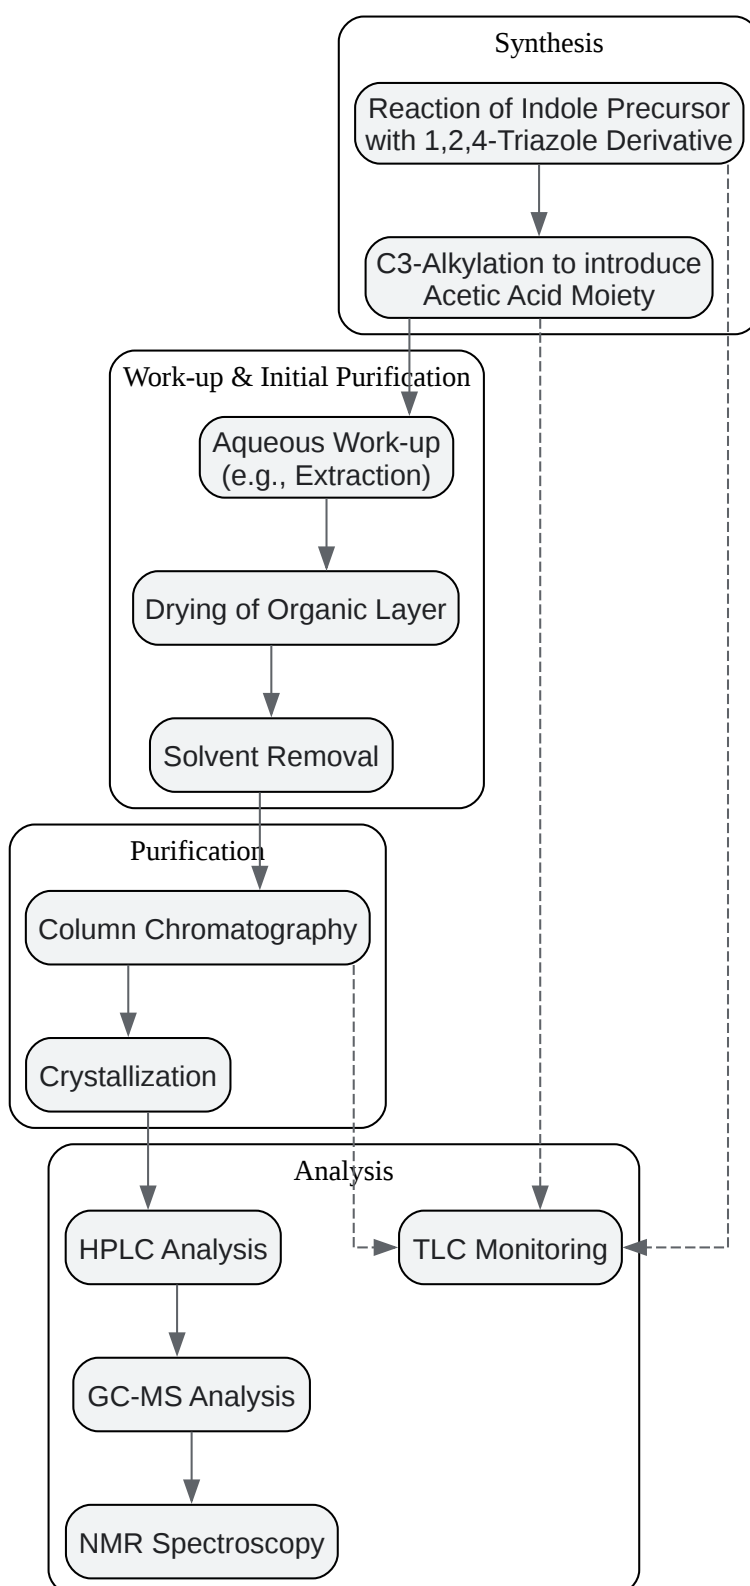 Synthesis
Reaction of Indole Precursor
with 1,2,4-Triazole Derivative
C3-Alkylation to introduce
Acetic Acid Moiety
Work-up & Initial Purification
Aqueous Work-up
(e.g., Extraction)
Drying of Organic Layer
Solvent Removal
Purification
Column Chromatography
Crystallization
Analysis
HPLC Analysis
TLC Monitoring
GC-MS Analysis
NMR Spectroscopy